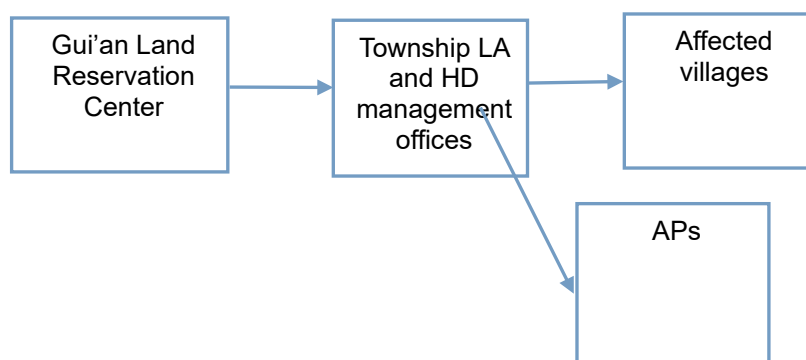 Gui’an Land
Reservation
Center
Township LA
and HD
management
offices
Affected
villages
APs